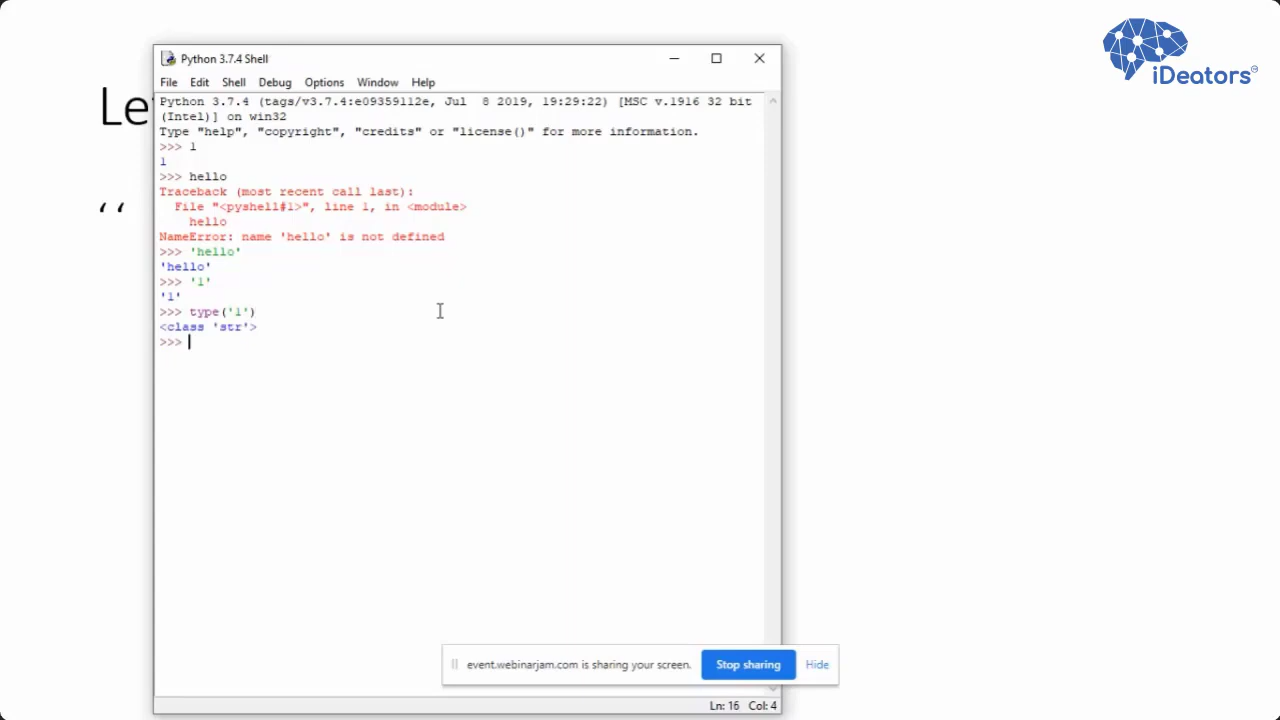 iDeators
Le
Python 3.7.4 Shell
File Edit Shell Debug Options Window Help
Python 3.7.4 (tags/v3.7.4:e09359112e, Jul  8 2019, 19:29:22) [MSC v.1916 32 bit
(Intel)] on win32
Type "help", "copyright", "credits" or "license()" for more information.
>>> 1
1
>>> hello
Traceback (most recent call last):
  File "<pyshell#1>", line 1, in <module>
    hello
NameError: name 'hello' is not defined
>>> 'hello'
'hello'
>>> '1'
'1'
>>> type('1')
<class 'str'>
>>>
‘ ‘
event.webinarjam.com is sharing your screen. Stop sharing Hide
Ln: 16 Col: 4